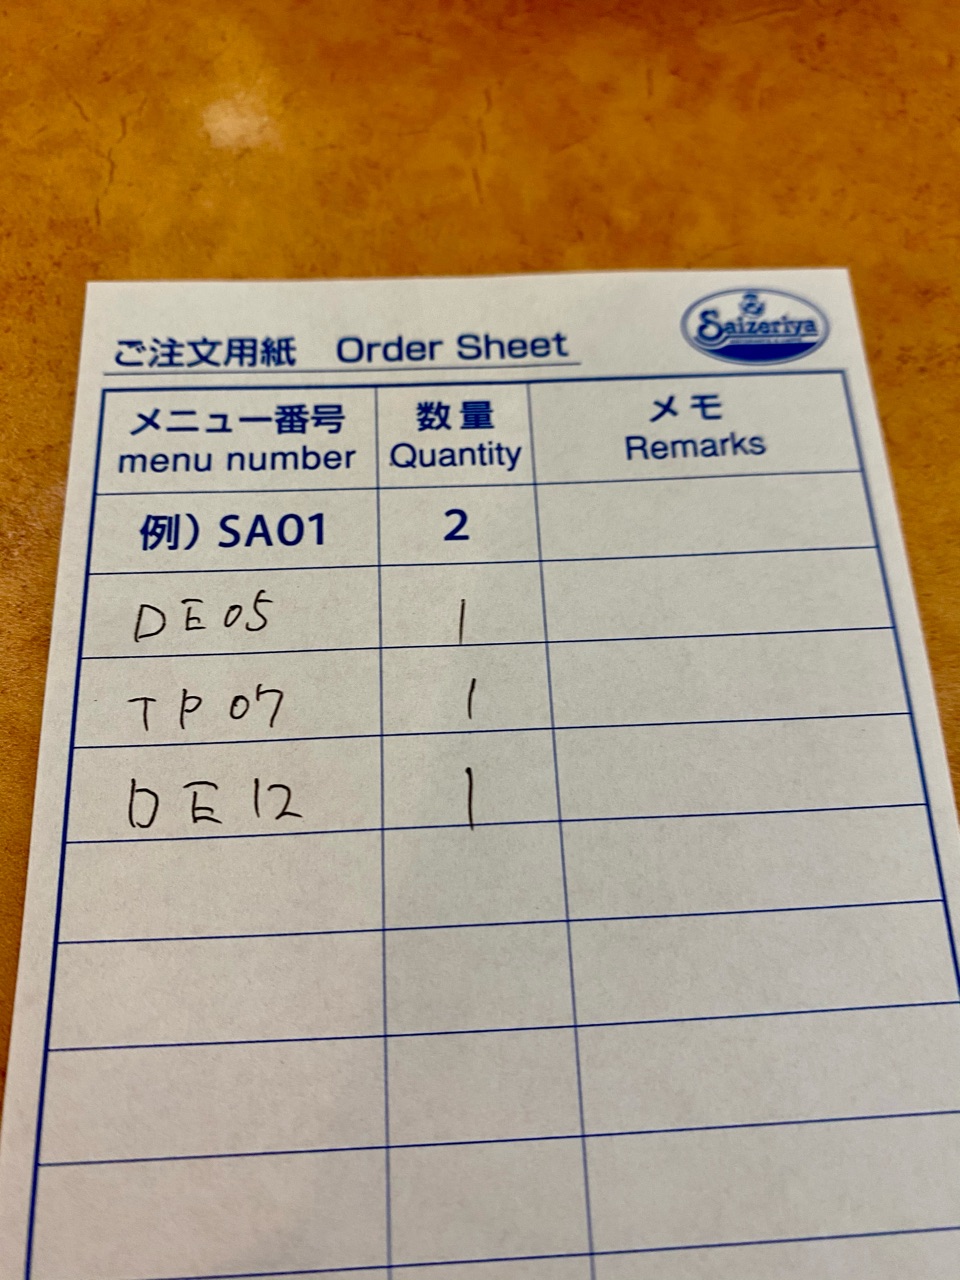 ご注文用紙 Order Sheet
Saizeriya
メニュー番号 数量 メモ
menu number Quantity Remarks
例) SA01 2
DE05 1
TP07 1
DE12 1